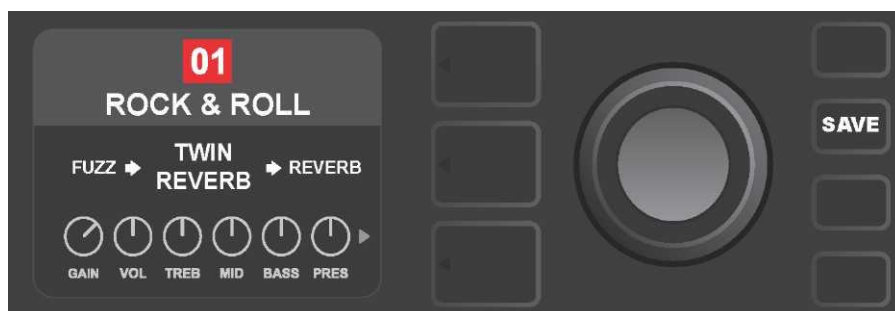 01
ROCK & ROLL
FUZZ TWIN REVERB REVERB
GAIN VOL TREB MID BASS PRES
SAVE